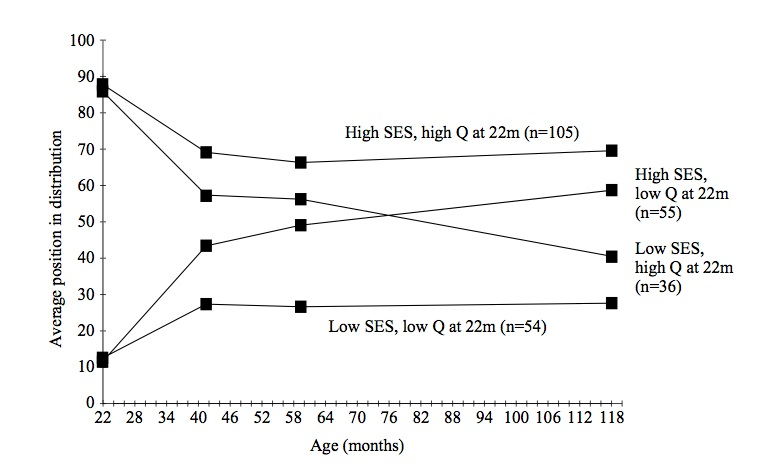 100
90
80
70
60
50
40
30
20
10
0
Average position in distribution
High SES, high Q at 22m (n=105)
High SES,
low Q at 22m
(n=55)
Low SES,
high Q at 22m
(n=36)
Low SES, low Q at 22m (n=54)
22 28 34 40 46 52 58 64 70 76 82 88 94 100 106 112 118
Age (months)